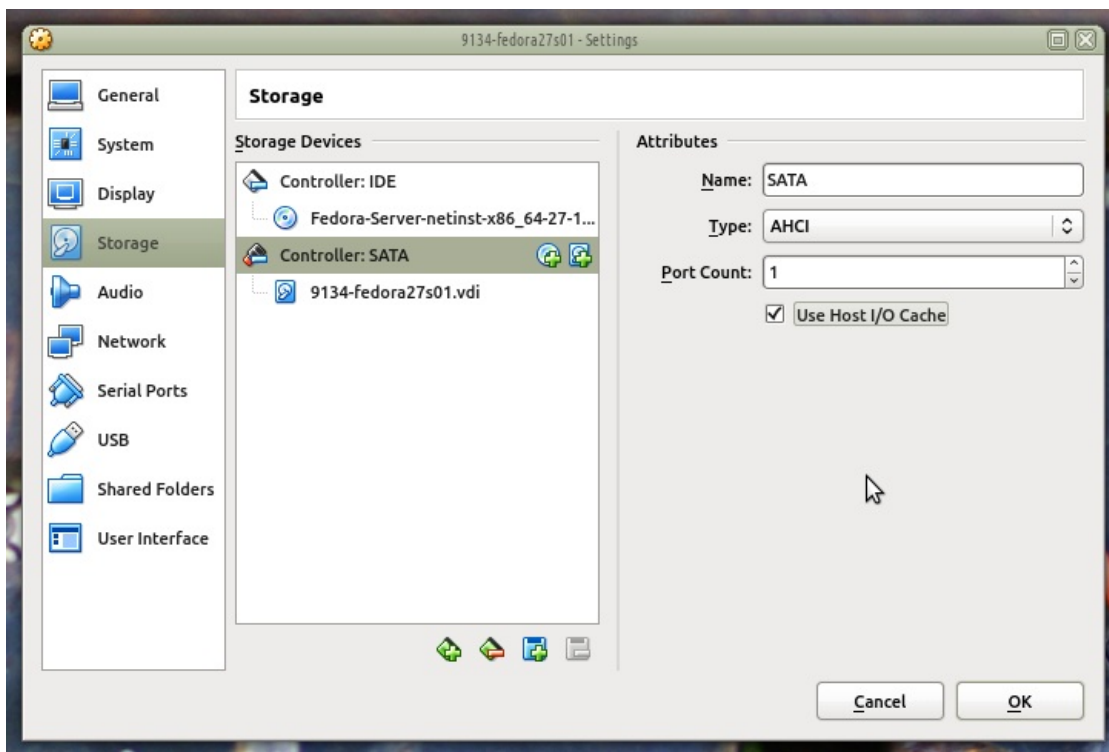 9134-fedora27s01 - Settings
General
System
Display
Storage
Audio
Network
Serial Ports
USB
Shared Folders
User Interface
Storage
Storage Devices
Controller: IDE
Fedora-Server-netinst-x86_64-27-1...
Controller: SATA
9134-fedora27s01.vdi
Attributes
Name: SATA
Type: AHCI
Port Count: 1
Use Host I/O Cache
Cancel
OK